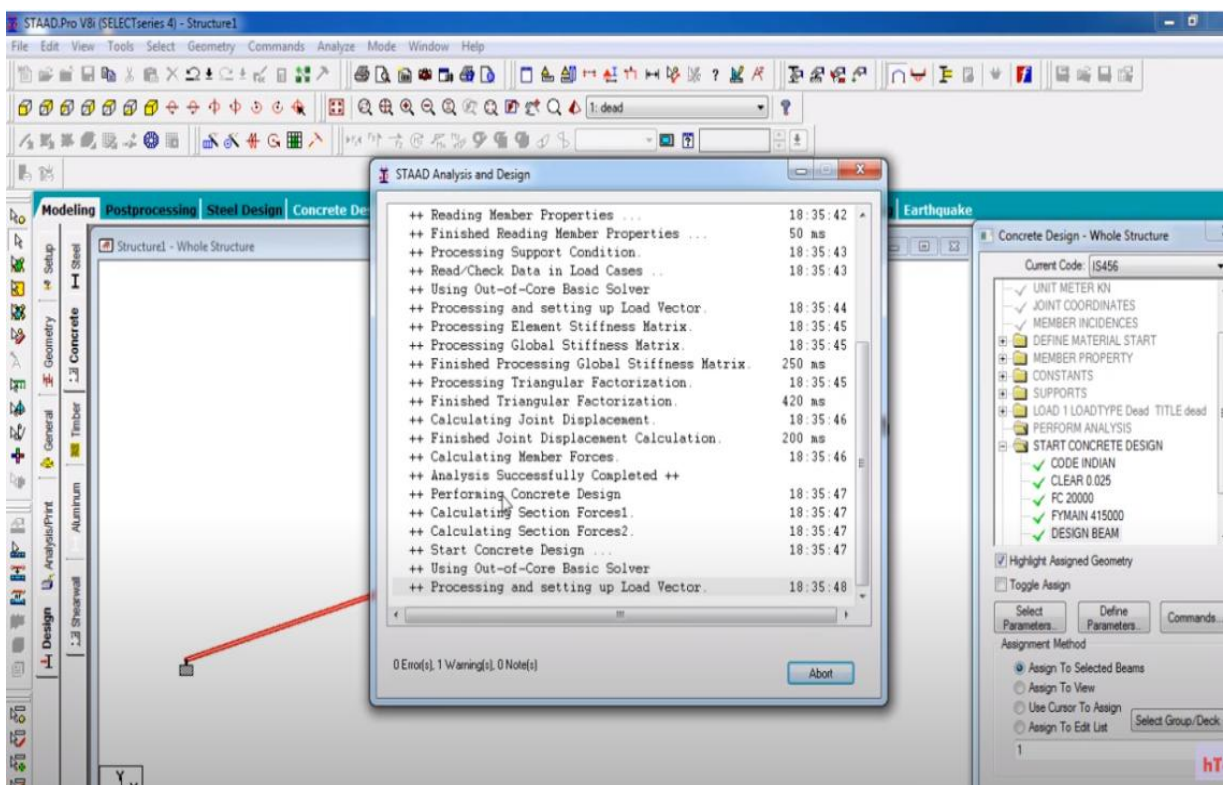 STAAD.Pro V8i (SELECTseries 4) - Structure1
File Edit View Tools Select Geometry Commands Analyze Mode Window Help
1: dead
Modeling Postprocessing Steel Design Concrete De
Earthquake
Structure1 - Whole Structure
Setup
Geometry
General
Analysis/Print
Design
Steel
Concrete
Timber
Aluminum
Shearwall
STAAD Analysis and Design
++ Reading Member Properties ... 18:35:42
++ Finished Reading Member Properties ... 50 ms
++ Processing Support Condition. 18:35:43
++ Read/Check Data in Load Cases .. 18:35:43
++ Using Out-of-Core Basic Solver
++ Processing and setting up Load Vector. 18:35:44
++ Processing Element Stiffness Matrix. 18:35:45
++ Processing Global Stiffness Matrix. 18:35:45
++ Finished Processing Global Stiffness Matrix. 250 ms
++ Processing Triangular Factorization. 18:35:45
++ Finished Triangular Factorization. 420 ms
++ Calculating Joint Displacement. 18:35:46
++ Finished Joint Displacement Calculation. 200 ms
++ Calculating Member Forces. 18:35:46
++ Analysis Successfully Completed ++
++ Performing Concrete Design 18:35:47
++ Calculating Section Forces1. 18:35:47
++ Calculating Section Forces2. 18:35:47
++ Start Concrete Design ... 18:35:47
++ Using Out-of-Core Basic Solver
++ Processing and setting up Load Vector. 18:35:48
0 Error(s), 1 Warning(s), 0 Note(s)
Abort
Concrete Design - Whole Structure
Current Code: IS456
UNIT METER KN
JOINT COORDINATES
MEMBER INCIDENCES
DEFINE MATERIAL START
MEMBER PROPERTY
CONSTANTS
SUPPORTS
LOAD 1 LOADTYPE Dead TITLE dead
PERFORM ANALYSIS
START CONCRETE DESIGN
CODE INDIAN
CLEAR 0.025
FC 20000
FYMAIN 415000
DESIGN BEAM
Highlight Assigned Geometry
Toggle Assign
Select Parameters...
Define Parameters...
Commands...
Assignment Method
Assign To Selected Beams
Assign To View
Use Cursor To Assign
Assign To Edit List
Select Group/Deck
1
Y
hT